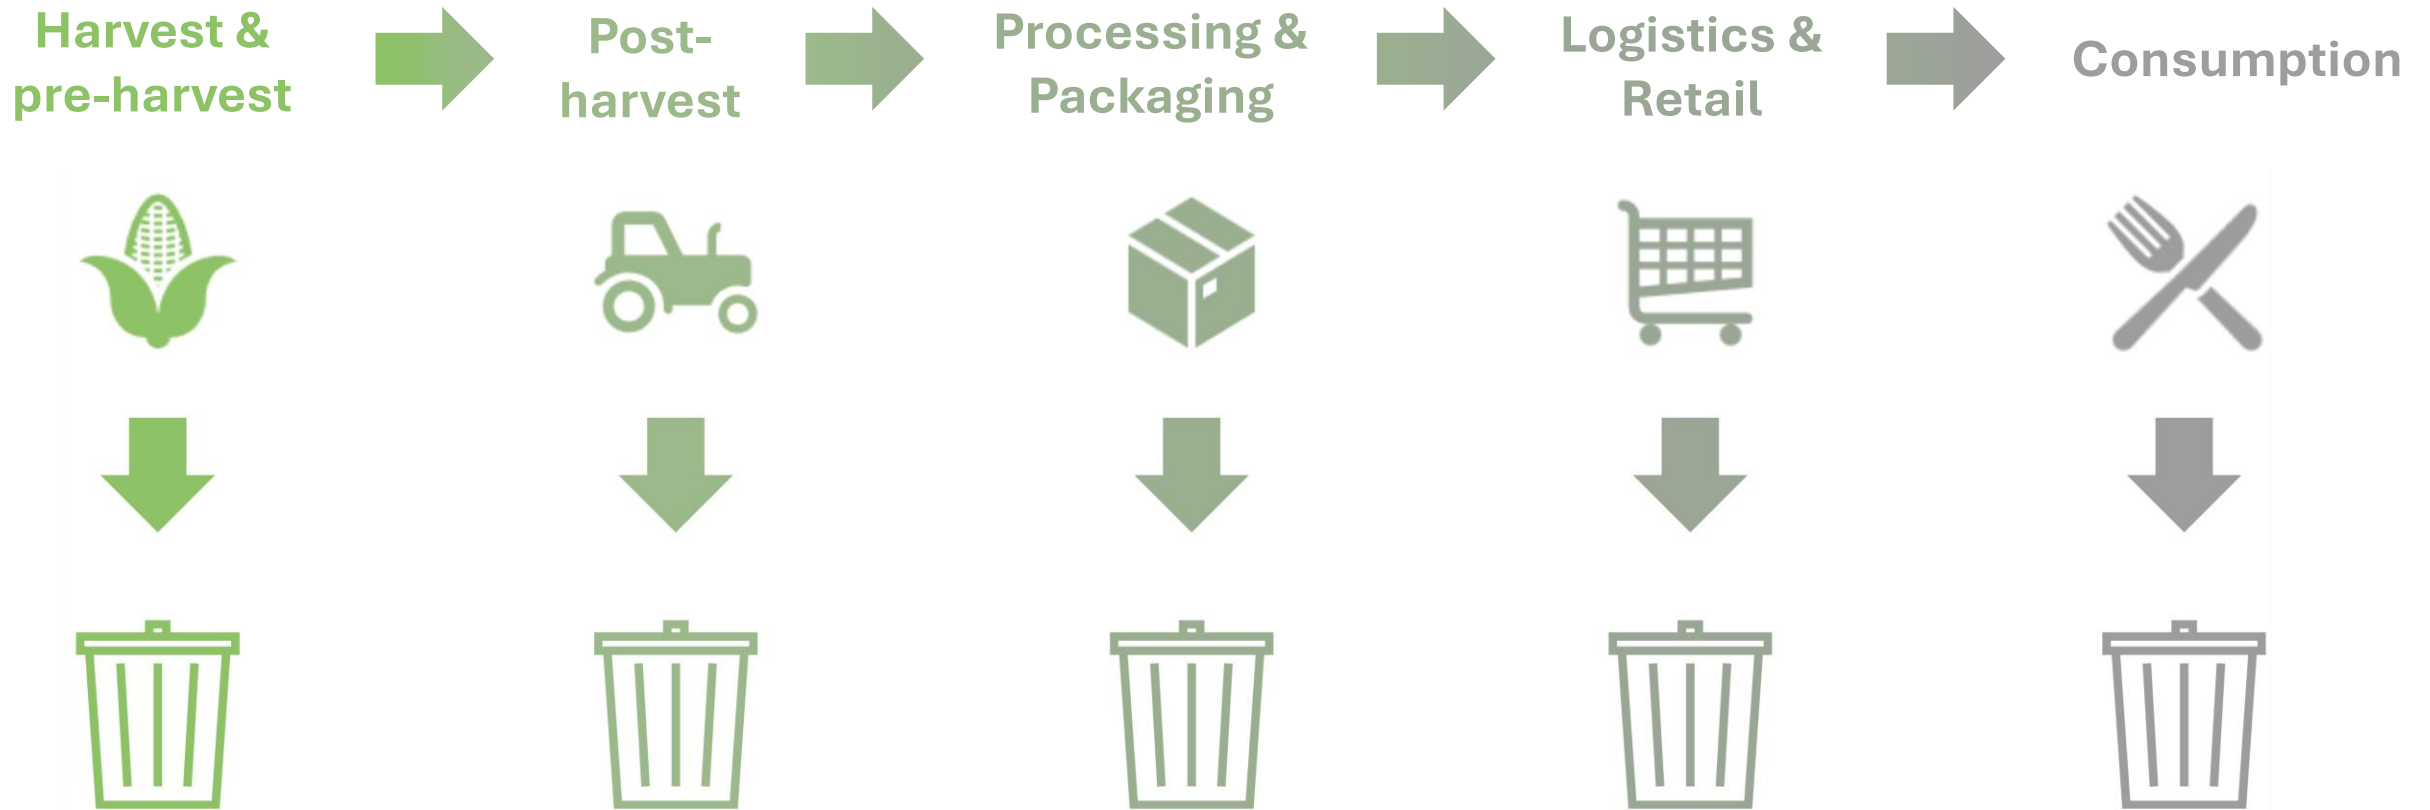 Harvest &
pre-harvest
Post-
harvest
Processing &
Packaging
Logistics &
Retail
Consumption